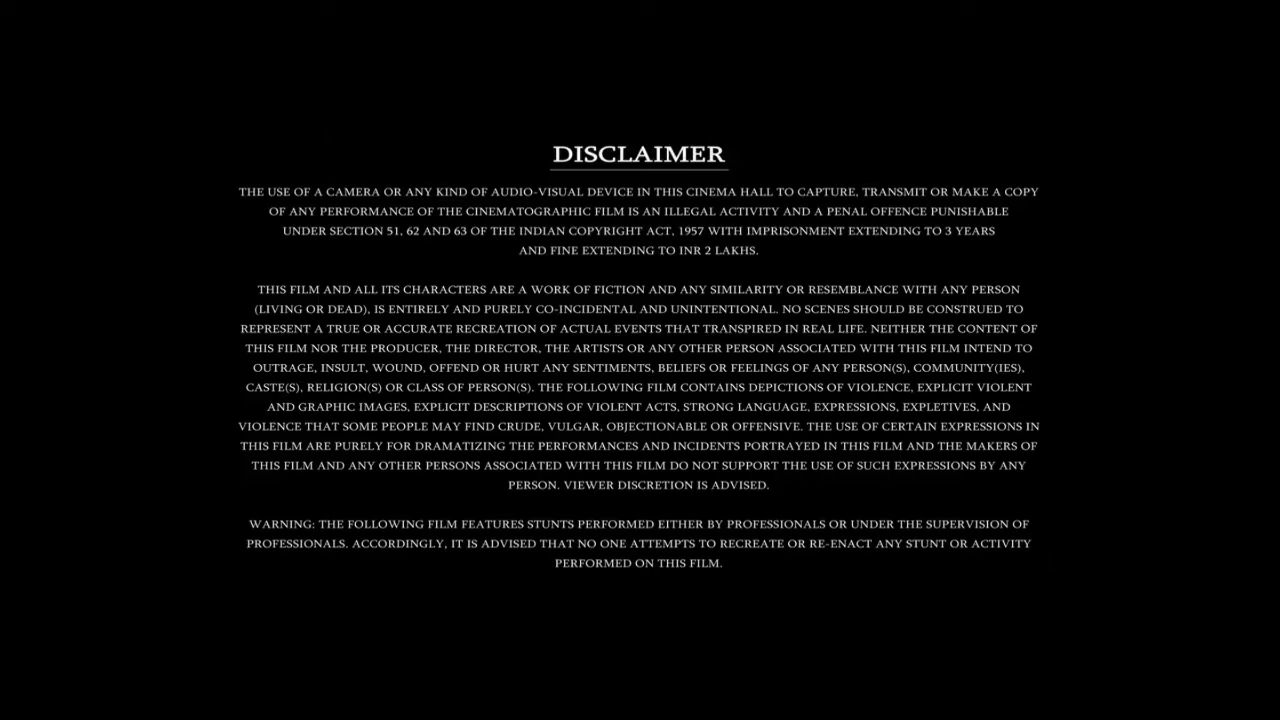 DISCLAIMER
THE USE OF A CAMERA OR ANY KIND OF AUDIO-VISUAL DEVICE IN THIS CINEMA HALL TO CAPTURE, TRANSMIT OR MAKE A COPY
OF ANY PERFORMANCE OF THE CINEMATOGRAPHIC FILM IS AN ILLEGAL ACTIVITY AND A PENAL OFFENCE PUNISHABLE
UNDER SECTION 51, 62 AND 63 OF THE INDIAN COPYRIGHT ACT, 1957 WITH IMPRISONMENT EXTENDING TO 3 YEARS
AND FINE EXTENDING TO INR 2 LAKHS.
THIS FILM AND ALL ITS CHARACTERS ARE A WORK OF FICTION AND ANY SIMILARITY OR RESEMBLANCE WITH ANY PERSON
(LIVING OR DEAD), IS ENTIRELY AND PURELY CO-INCIDENTAL AND UNINTENTIONAL. NO SCENES SHOULD BE CONSTRUED TO
REPRESENT A TRUE OR ACCURATE RECREATION OF ACTUAL EVENTS THAT TRANSPIRED IN REAL LIFE. NEITHER THE CONTENT OF
THIS FILM NOR THE PRODUCER, THE DIRECTOR, THE ARTISTS OR ANY OTHER PERSON ASSOCIATED WITH THIS FILM INTEND TO
OUTRAGE, INSULT, WOUND, OFFEND OR HURT ANY SENTIMENTS, BELIEFS OR FEELINGS OF ANY PERSON(S), COMMUNITY(IES),
CASTE(S), RELIGION(S) OR CLASS OF PERSON(S). THE FOLLOWING FILM CONTAINS DEPICTIONS OF VIOLENCE, EXPLICIT VIOLENT
AND GRAPHIC IMAGES, EXPLICIT DESCRIPTIONS OF VIOLENT ACTS, STRONG LANGUAGE, EXPRESSIONS, EXPLETIVES, AND
VIOLENCE THAT SOME PEOPLE MAY FIND CRUDE, VULGAR, OBJECTIONABLE OR OFFENSIVE. THE USE OF CERTAIN EXPRESSIONS IN
THIS FILM ARE PURELY FOR DRAMATIZING THE PERFORMANCES AND INCIDENTS PORTRAYED IN THIS FILM AND THE MAKERS OF
THIS FILM AND ANY OTHER PERSONS ASSOCIATED WITH THIS FILM DO NOT SUPPORT THE USE OF SUCH EXPRESSIONS BY ANY
PERSON. VIEWER DISCRETION IS ADVISED.
WARNING: THE FOLLOWING FILM FEATURES STUNTS PERFORMED EITHER BY PROFESSIONALS OR UNDER THE SUPERVISION OF
PROFESSIONALS. ACCORDINGLY, IT IS ADVISED THAT NO ONE ATTEMPTS TO RECREATE OR RE-ENACT ANY STUNT OR ACTIVITY
PERFORMED ON THIS FILM.